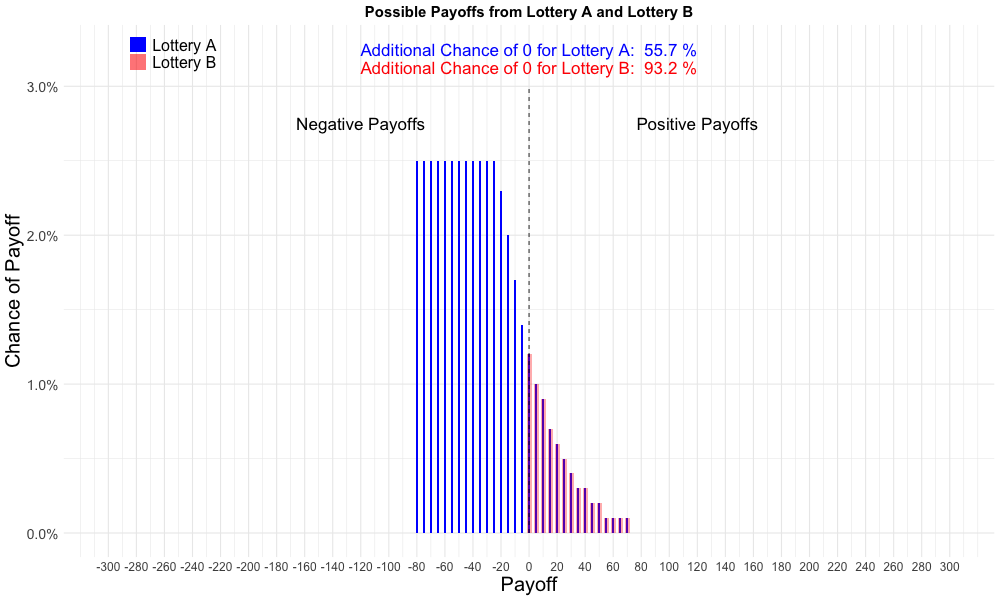 Possible Payoffs from Lottery A and Lottery B
Lottery A
Lottery B
Additional Chance of 0 for Lottery A: 55.7 %
Additional Chance of 0 for Lottery B: 93.2 %
Negative Payoffs
Positive Payoffs
Chance of Payoff
3.0%
2.0%
1.0%
0.0%
-300 -280 -260 -240 -220 -200 -180 -160 -140 -120 -100 -80 -60 -40 -20 0 20 40 60 80 100 120 140 160 180 200 220 240 260 280 300
Payoff